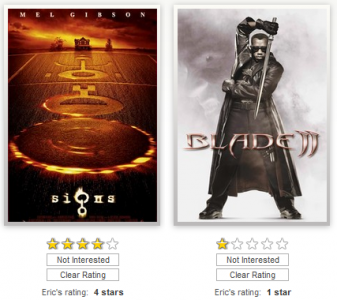 MEL GIBSON
signs
BLADE II
Not Interested
Clear Rating
Eric's rating: 4 stars
Not Interested
Clear Rating
Eric's rating: 1 star